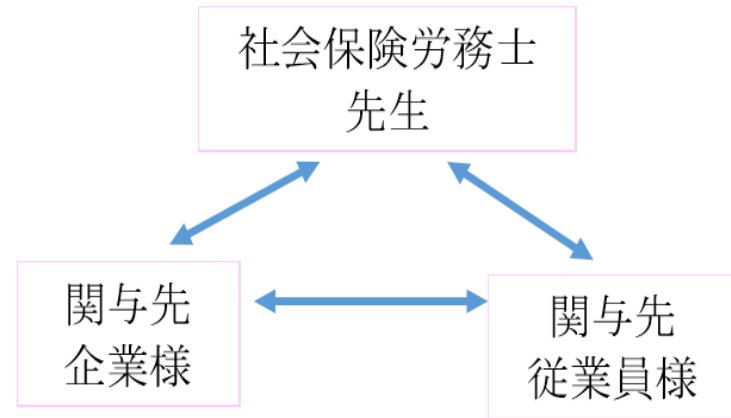 社会保険労務士
先生
関与先
企業様
関与先
従業員様